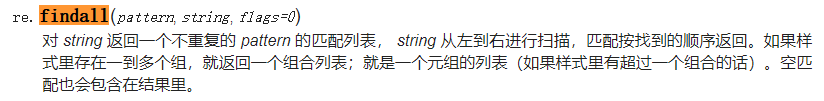 re. findall(pattern, string, flags=0)
对 string 返回一个不重复的 pattern 的匹配列表， string 从左到右进行扫描，匹配按找到的顺序返回。如果样
式里存在一到多个组，就返回一个组合列表；就是一个元组的列表（如果样式里有超过一个组合的话）。空匹
配也会包含在结果里。